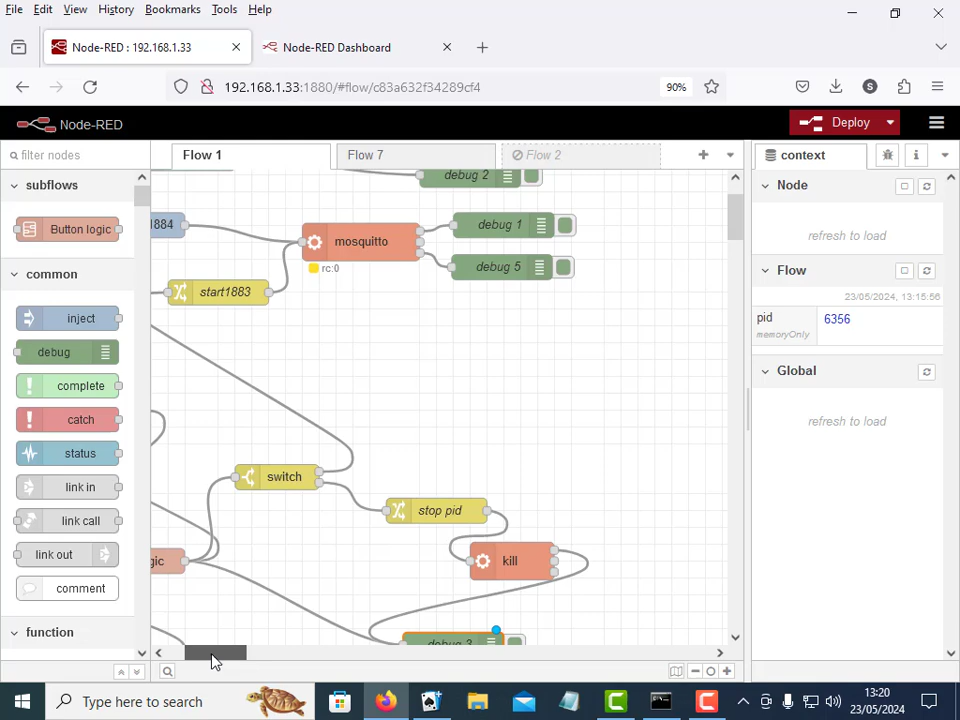 File Edit View History Bookmarks Tools Help
Node-RED : 192.168.1.33
Node-RED Dashboard
192.168.1.33:1880/#flow/c83a632f34289cf4
90%
S
Node-RED
Deploy
filter nodes
Flow 1
Flow 7
Flow 2
context
subflows
Button logic
common
inject
debug
complete
catch
status
link in
link call
link out
comment
function
debug 2
1884
mosquitto
rc:0
debug 1
debug 5
start1883
switch
stop pid
gic
kill
debug 3
Node
refresh to load
Flow
23/05/2024, 13:15:56
pid
6356
memoryOnly
Global
refresh to load
Type here to search
13:20
23/05/2024